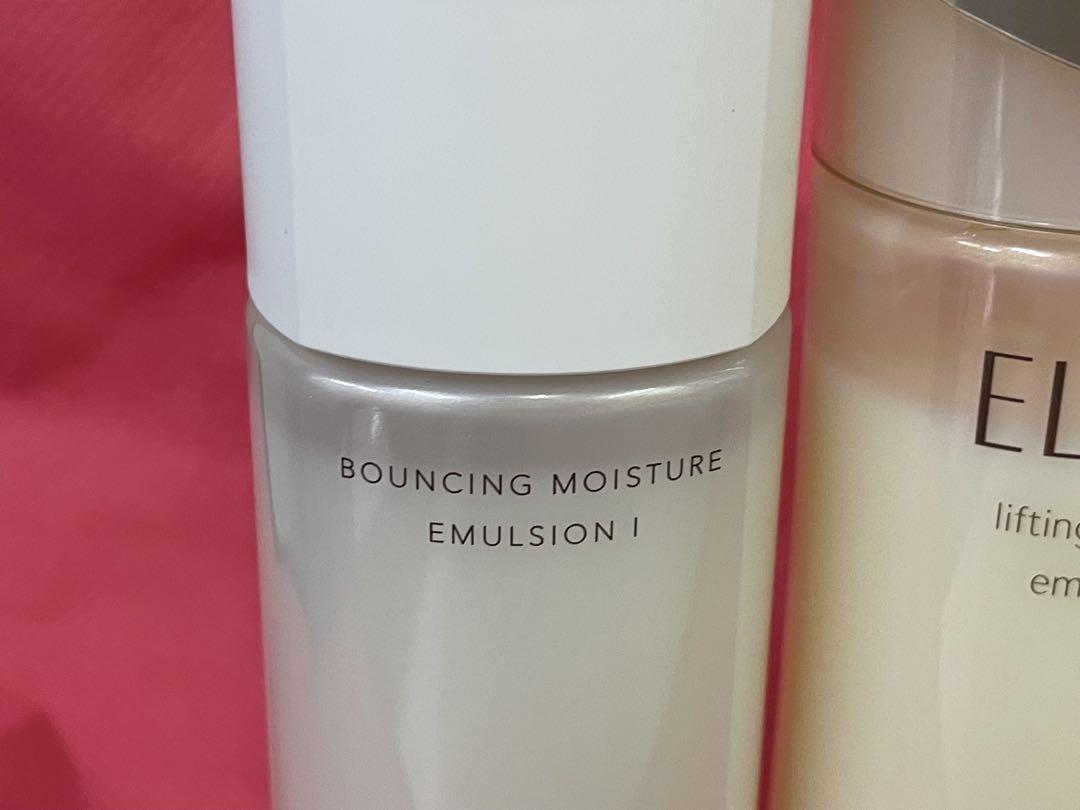 BOUNCING MOISTURE
EMULSION I
EL
lifting
em